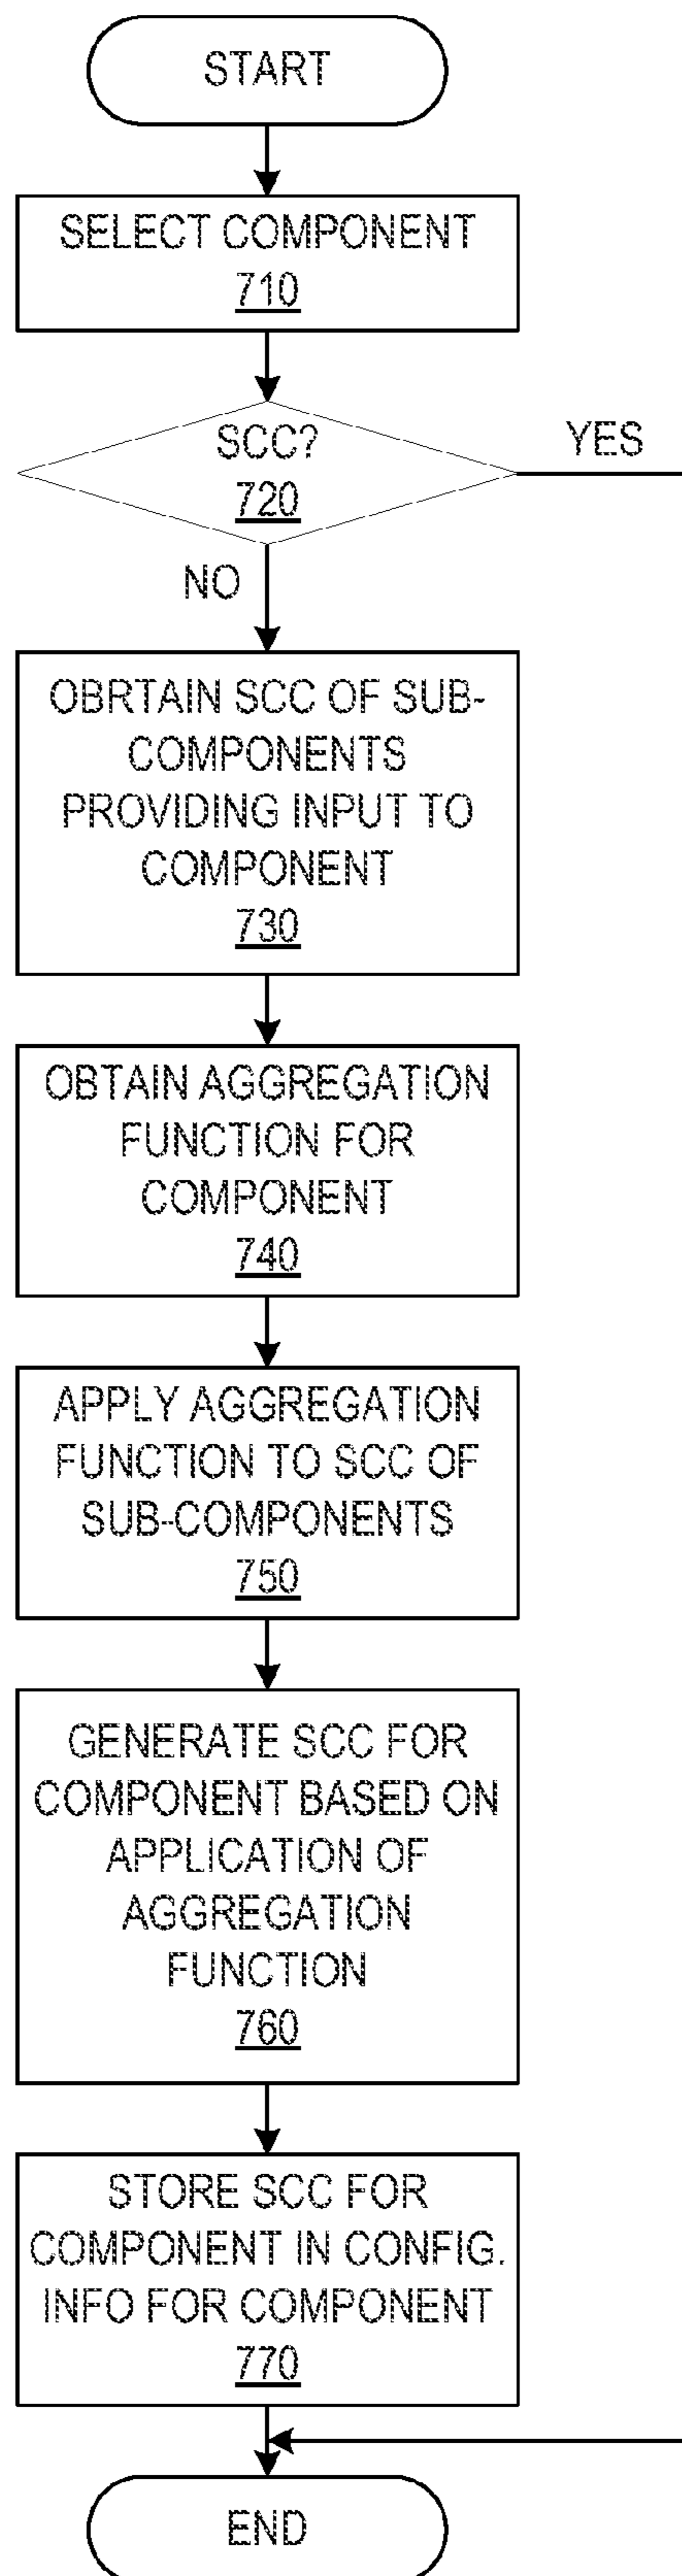 START
SELECT COMPONENT
710
SCC?
720
YES
NO
OBRTAIN SCC OF SUB-
COMPONENTS
PROVIDING INPUT TO
COMPONENT
730
OBTAIN AGGREGATION
FUNCTION FOR
COMPONENT
740
APPLY AGGREGATION
FUNCTION TO SCC OF
SUB-COMPONENTS
750
GENERATE SCC FOR
COMPONENT BASED ON
APPLICATION OF
AGGREGATION
FUNCTION
760
STORE SCC FOR
COMPONENT IN CONFIG.
INFO FOR COMPONENT
770
END